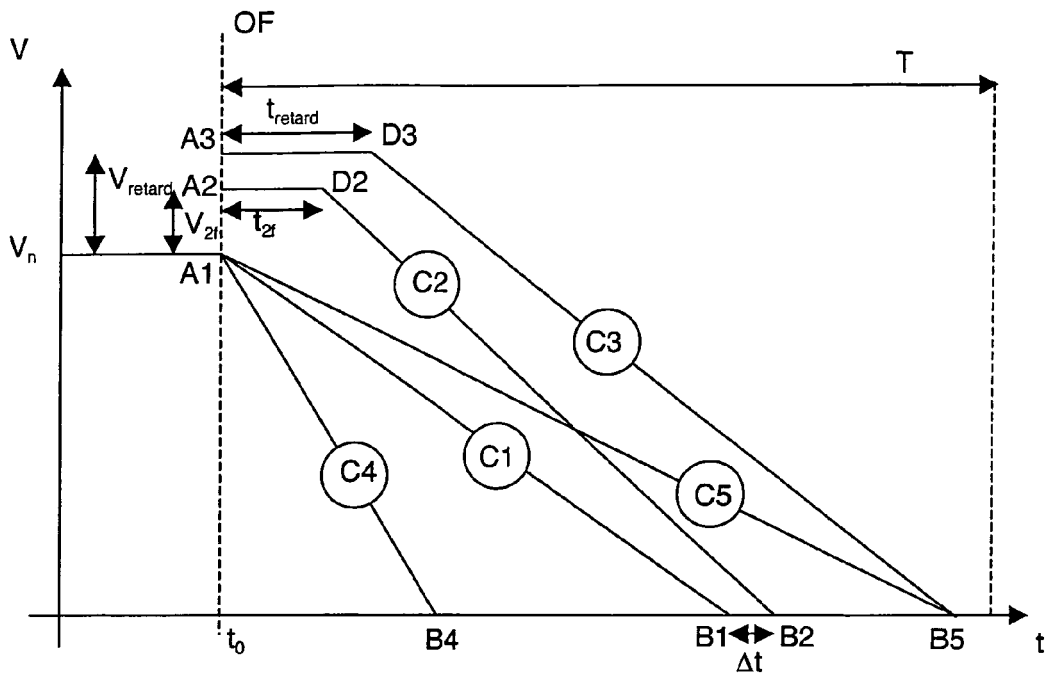 OF
V
T
t_retard
A3
D3
V_retard
A2
D2
V_2f
t_2f
V_n
A1
C2
C3
C1
C4
C5
t_0
B4
B1
B2
B5
t
Δt